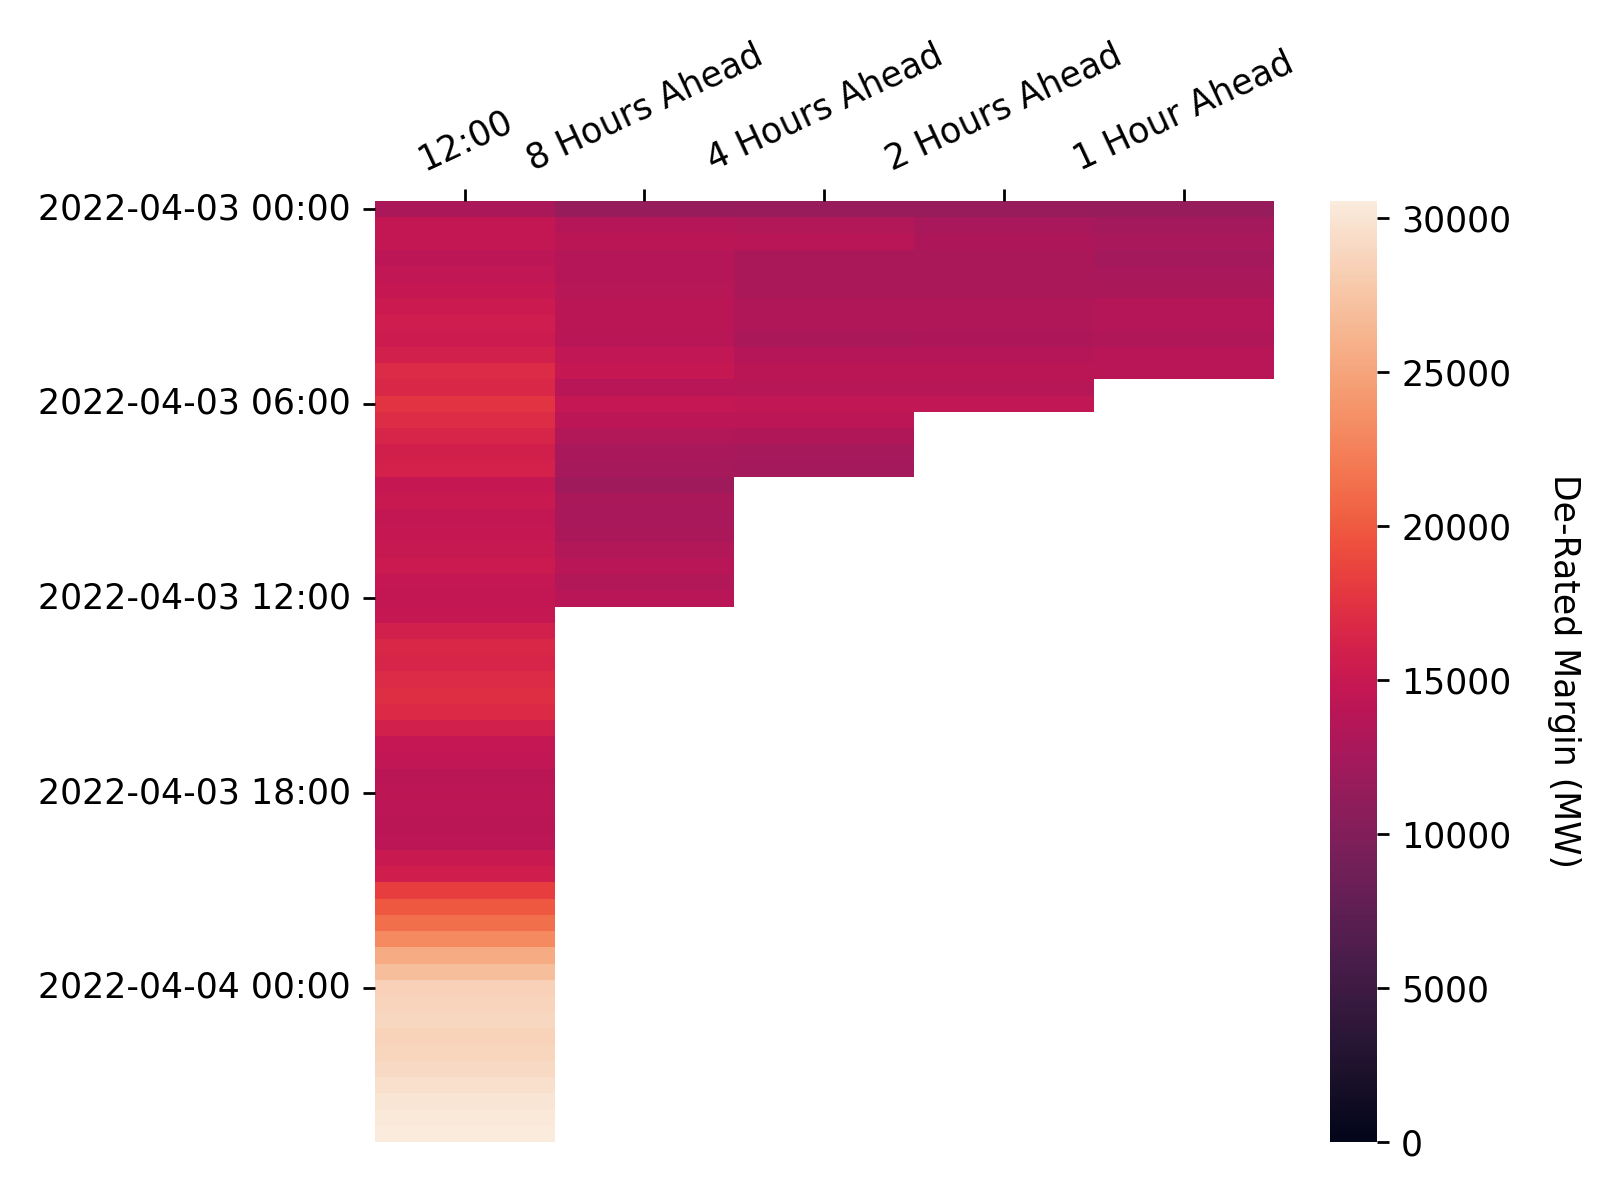 12:00
8 Hours Ahead
4 Hours Ahead
2 Hours Ahead
1 Hour Ahead
2022-04-03 00:00
2022-04-03 06:00
2022-04-03 12:00
2022-04-03 18:00
2022-04-04 00:00
30000
25000
20000
15000
10000
5000
0
De-Rated Margin (MW)